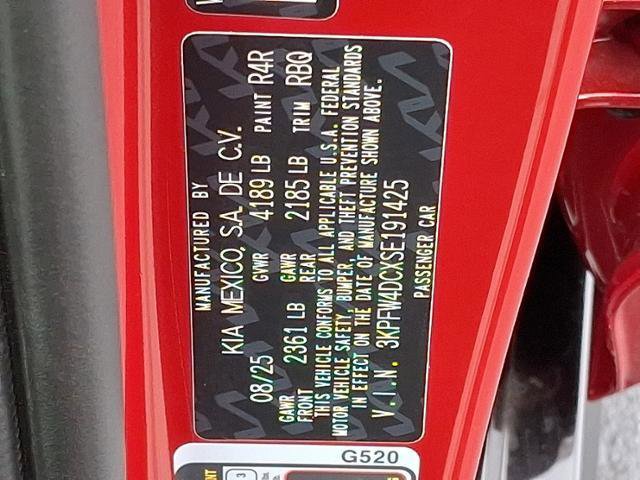 MANUFACTURED BY
KIA MEXICO, S.A. DE C.V.
08/25 GVWR 4189 LB PAINT R4R
GAWR FRONT 2361 LB GAWR REAR 2185 LB TRIM RBQ
THIS VEHICLE CONFORMS TO ALL APPLICABLE U.S.A. FEDERAL
MOTOR VEHICLE SAFETY, BUMPER, AND THEFT PREVENTION STANDARDS
IN EFFECT ON THE DATE OF MANUFACTURE SHOWN ABOVE.
V.I.N. 3KPFW4DCXSE191425
PASSENGER CAR
G520